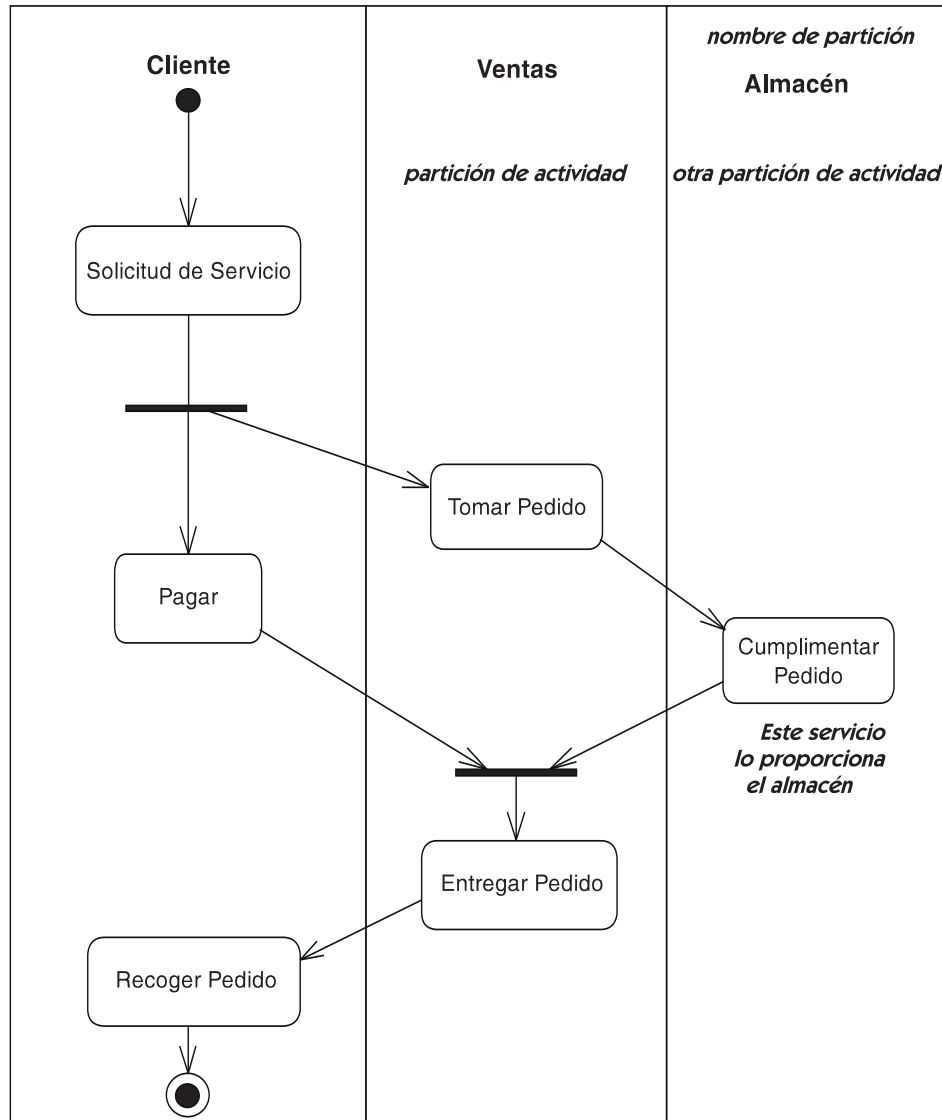 nombre de partición
Cliente
Ventas
Almacén
partición de actividad
otra partición de actividad
Solicitud de Servicio
Tomar Pedido
Pagar
Cumplimentar
Pedido
Este servicio
lo proporciona
el almacén
Entregar Pedido
Recoger Pedido